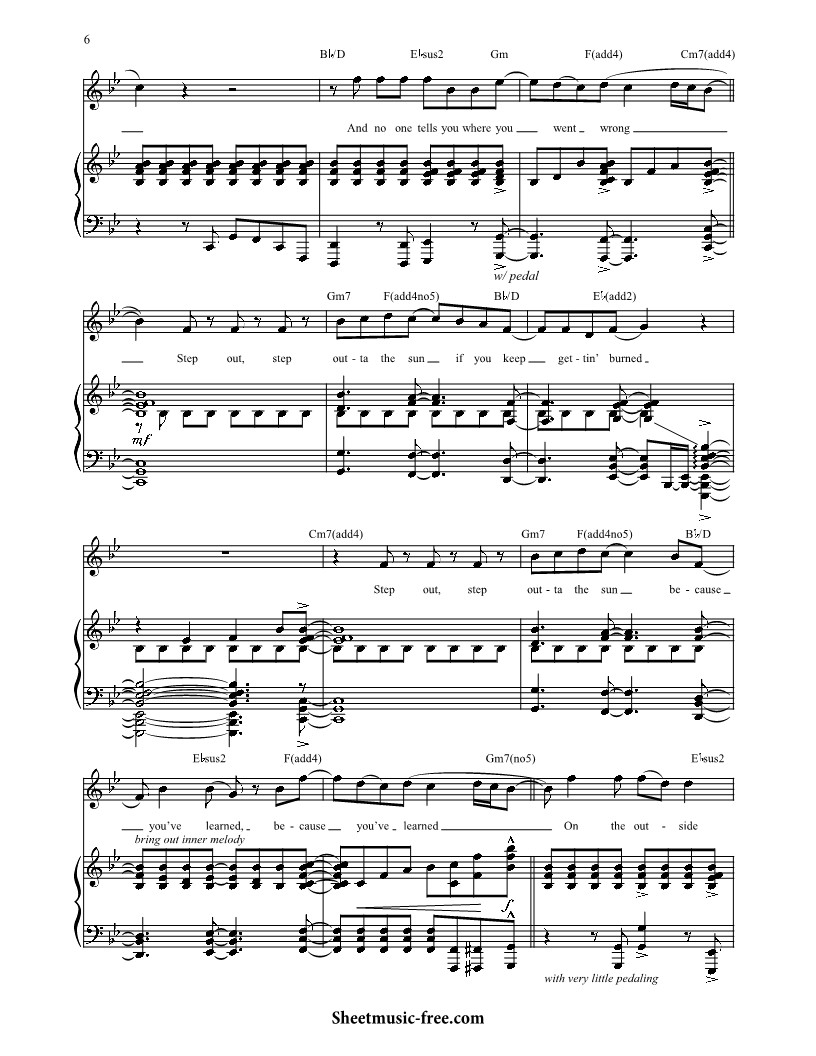 6
B♭/D E♭sus2 Gm F(add4) Cm7(add4)
And no one tells you where you went wrong
w/ pedal
Gm7 F(add4no5) B♭/D E♭(add2)
Step out, step out - ta the sun if you keep get - tin' burned
mf
Cm7(add4) Gm7 F(add4no5) B♭/D
Step out, step out - ta the sun be - cause
E♭sus2 F(add4) Gm7(no5) E♭sus2
you've learned, be - cause you've learned On the out - side
bring out inner melody
f
with very little pedaling
Sheetmusic-free.com